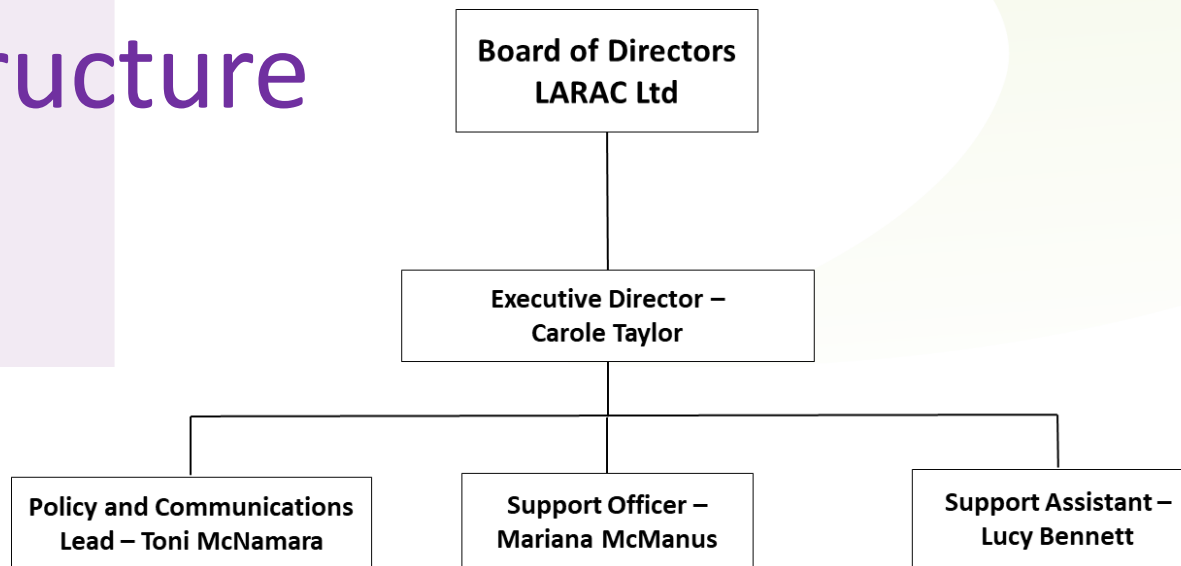 ructure
Board of Directors
LARAC Ltd
Executive Director –
Carole Taylor
Policy and Communications
Lead – Toni McNamara
Support Officer –
Mariana McManus
Support Assistant –
Lucy Bennett